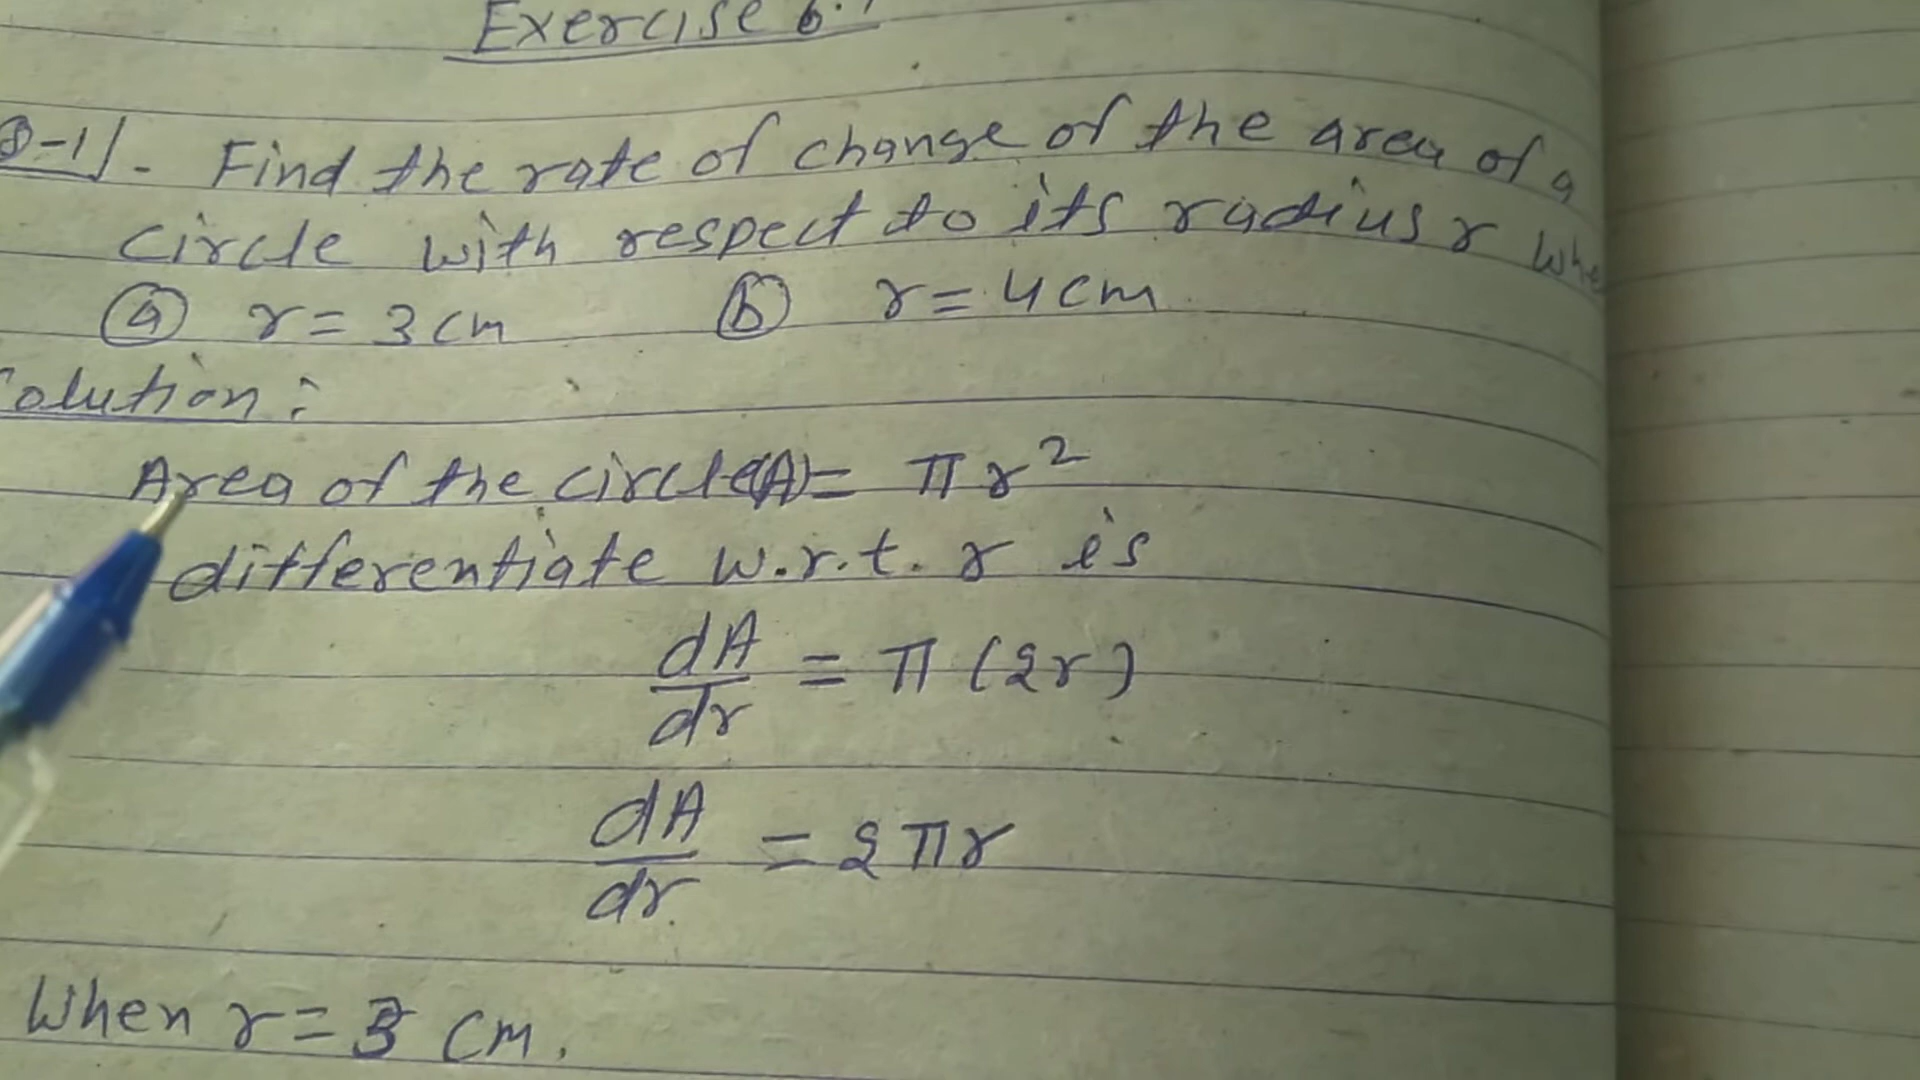 Exercise 6.1
Q-1/. Find the rate of change of the area of a
circle with respect to its radius r when
(a) r = 3 cm (b) r = 4 cm
Solution:
Area of the circle (A) = πr²
differentiate w.r.t. r is
dA/dr = π (2r)
dA/dr = 2πr
When r = 3 cm.